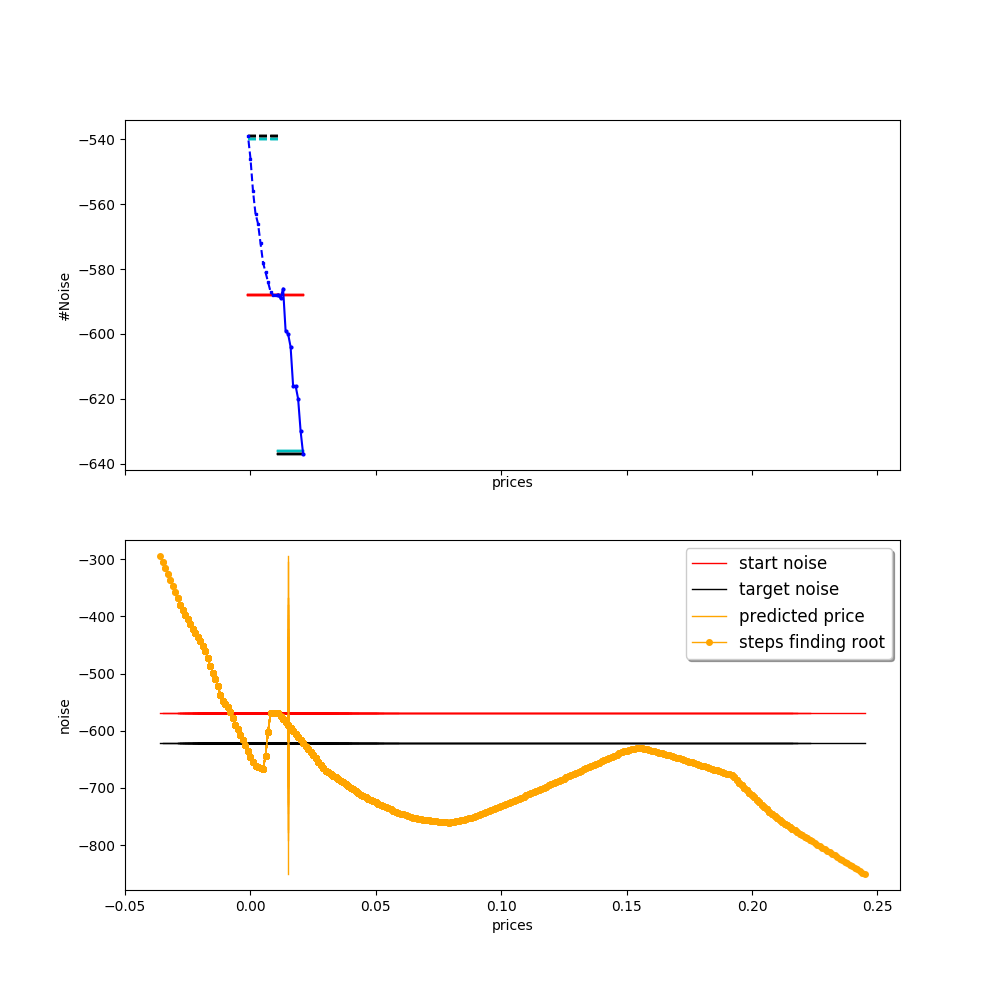 −540
−560
−580
−600
−620
−640
#Noise
prices
−300
−400
−500
−600
−700
−800
noise
start noise
target noise
predicted price
steps finding root
−0.05 0.00 0.05 0.10 0.15 0.20 0.25
prices